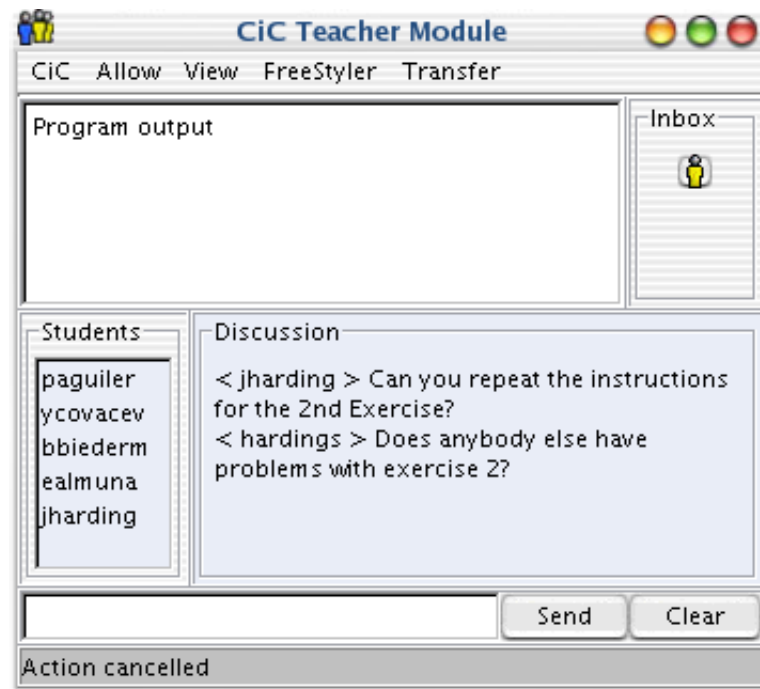 CiC Teacher Module
CiC Allow View FreeStyler Transfer
Program output
Inbox
Students
paguiler
ycovacev
bbiederm
ealmuna
jharding
Discussion
< jharding > Can you repeat the instructions
for the 2nd Exercise?
< hardings > Does anybody else have
problems with exercise 2?
Send Clear
Action cancelled